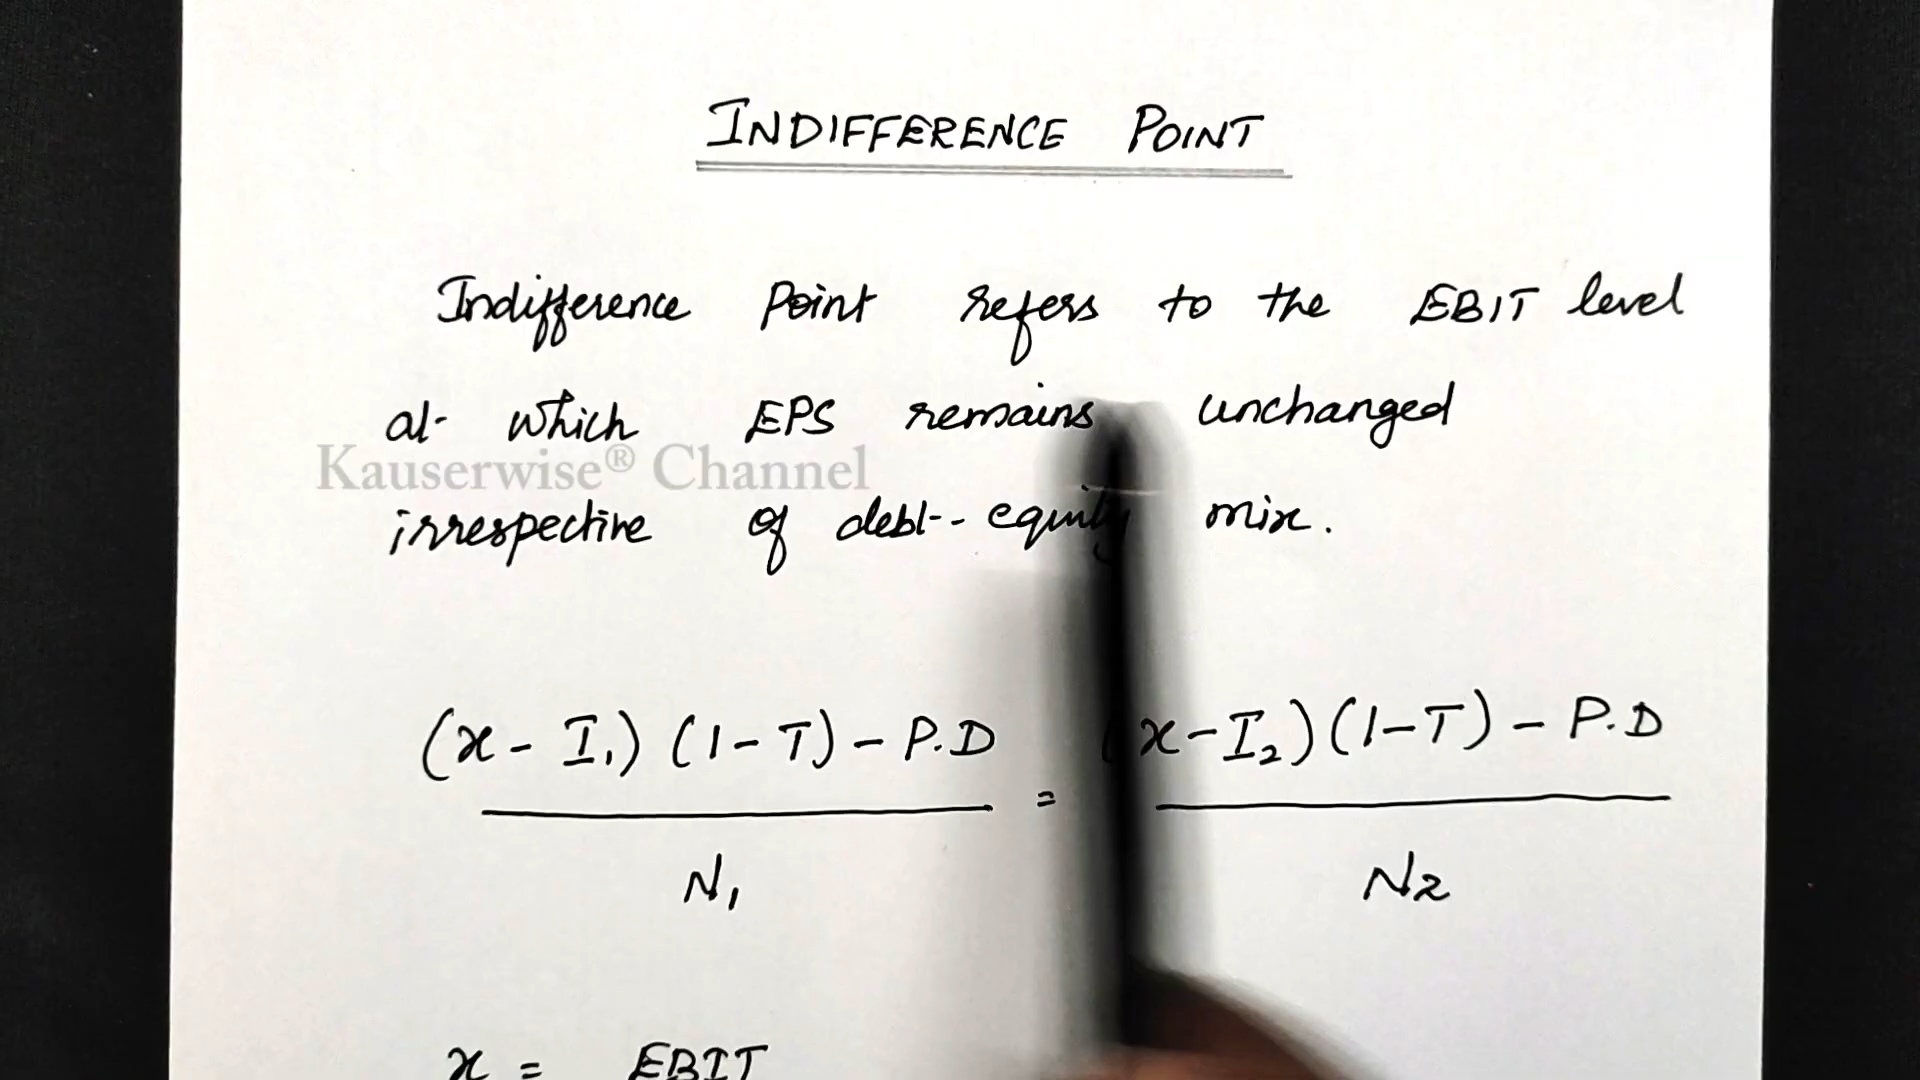 INDIFFERENCE POINT
Indifference Point refers to the EBIT level
at which EPS remains unchanged
Kauserwise® Channel
irrespective of debt-equity mix.
(x - I₁) (1 - T) - P.D = (x - I₂) (1 - T) - P.D
N₁ N₂
x = EBIT